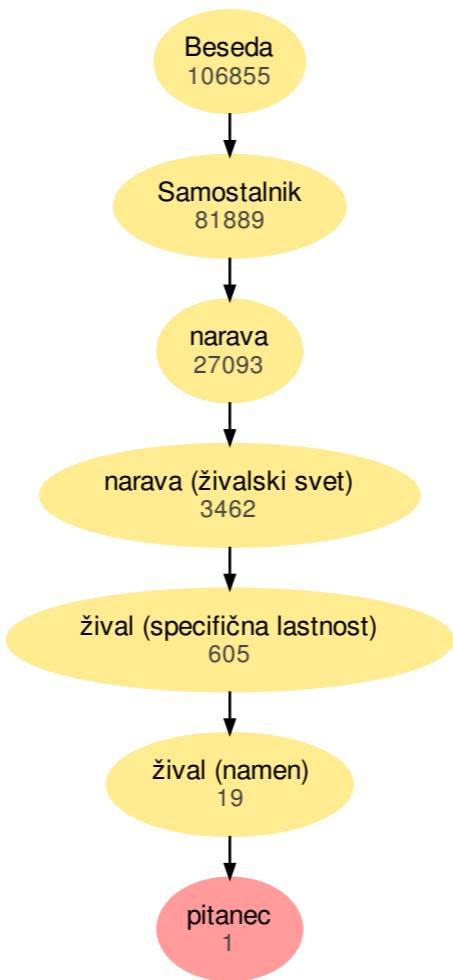 Beseda
106855
Samostalnik
81889
narava
27093
narava (živalski svet)
3462
žival (specifična lastnost)
605
žival (namen)
19
pitanec
1